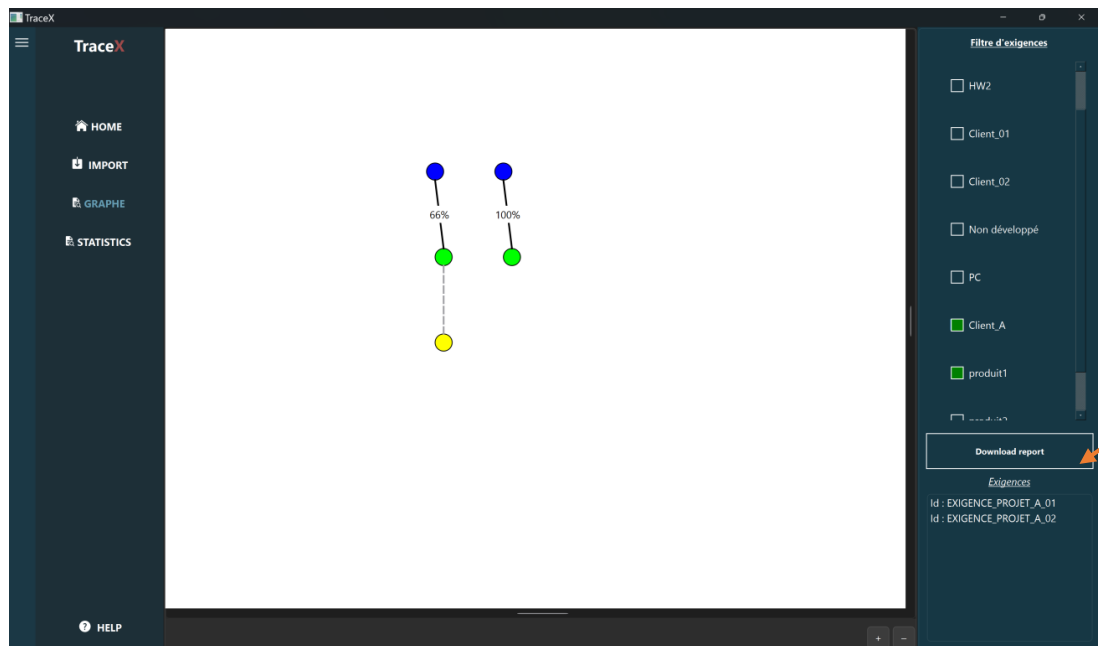 TraceX
TraceX
HOME
IMPORT
GRAPHE
STATISTICS
HELP
66%
100%
+
-
Filtre d'exigences
HW2
Client_01
Client_02
Non développé
PC
Client_A
produit1
Download report
Exigences
Id : EXIGENCE_PROJET_A_01
Id : EXIGENCE_PROJET_A_02